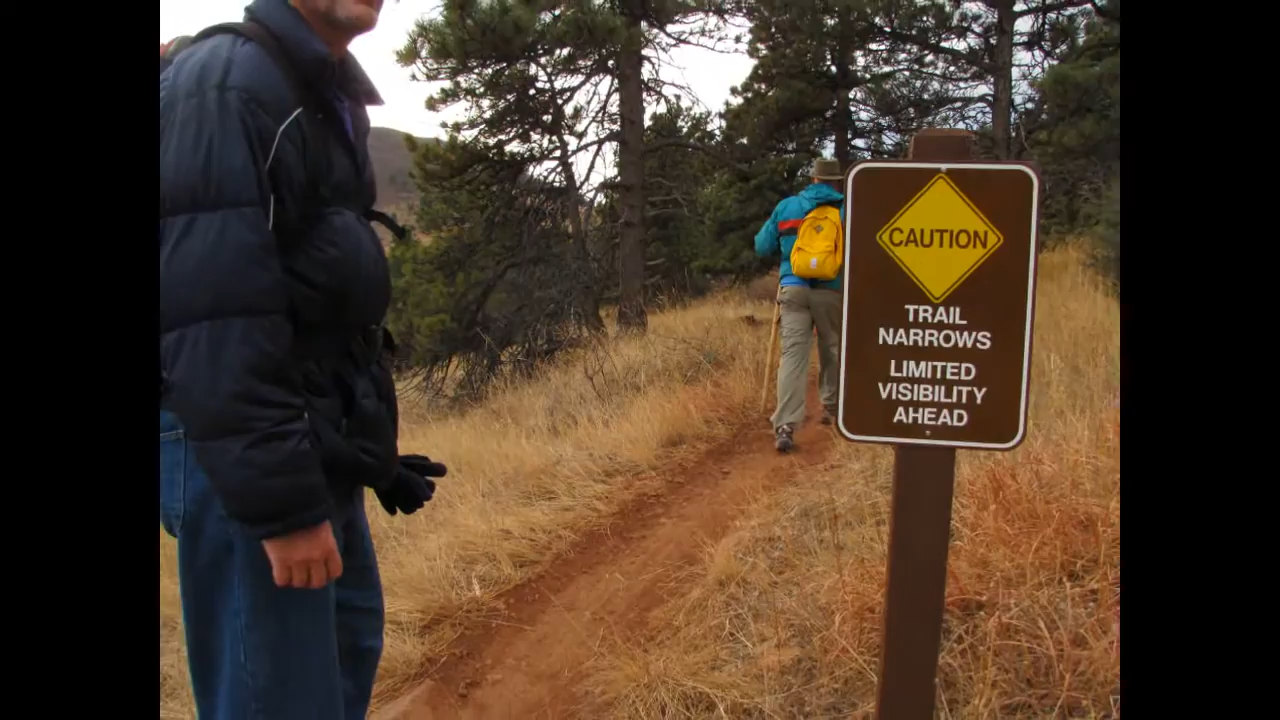 CAUTION
TRAIL
NARROWS
LIMITED
VISIBILITY
AHEAD